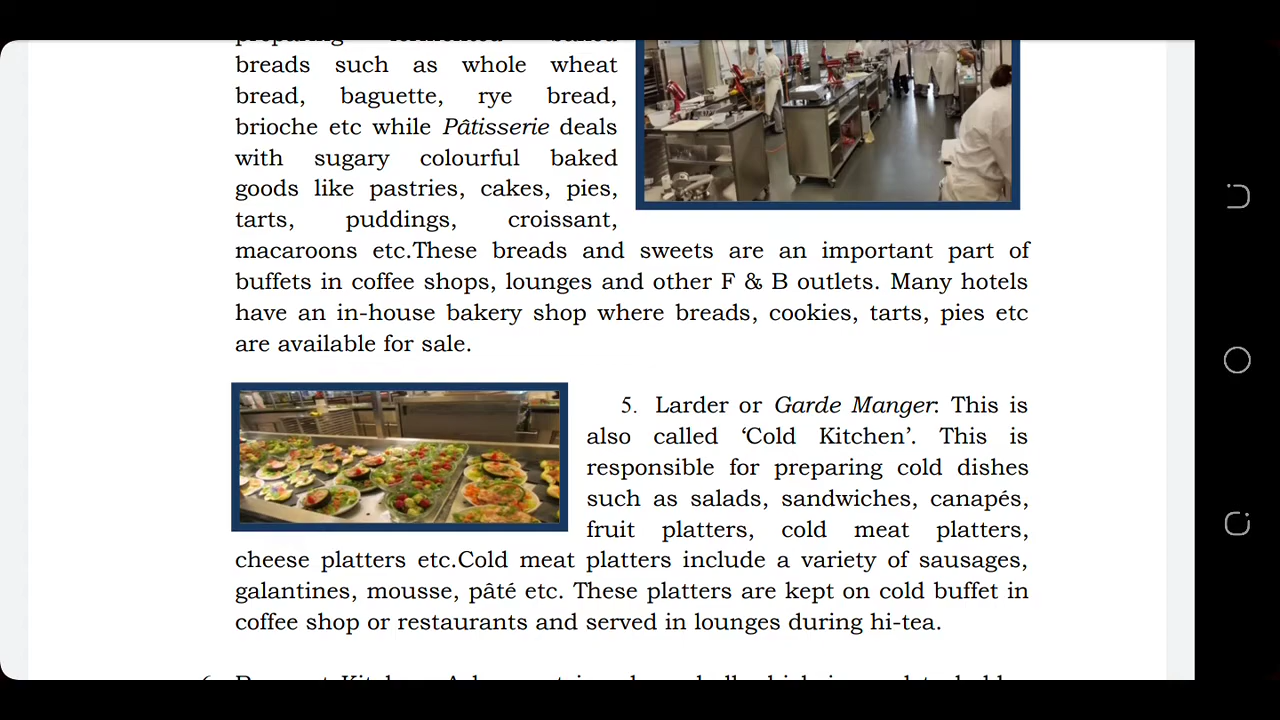 preparing fermented baked
breads such as whole wheat
bread, baguette, rye bread,
brioche etc while Pâtisserie deals
with sugary colourful baked
goods like pastries, cakes, pies,
tarts, puddings, croissant,
macaroons etc.These breads and sweets are an important part of
buffets in coffee shops, lounges and other F & B outlets. Many hotels
have an in-house bakery shop where breads, cookies, tarts, pies etc
are available for sale.
5. Larder or Garde Manger: This is
also called ‘Cold Kitchen’. This is
responsible for preparing cold dishes
such as salads, sandwiches, canapés,
fruit platters, cold meat platters,
cheese platters etc.Cold meat platters include a variety of sausages,
galantines, mousse, pâté etc. These platters are kept on cold buffet in
coffee shop or restaurants and served in lounges during hi-tea.